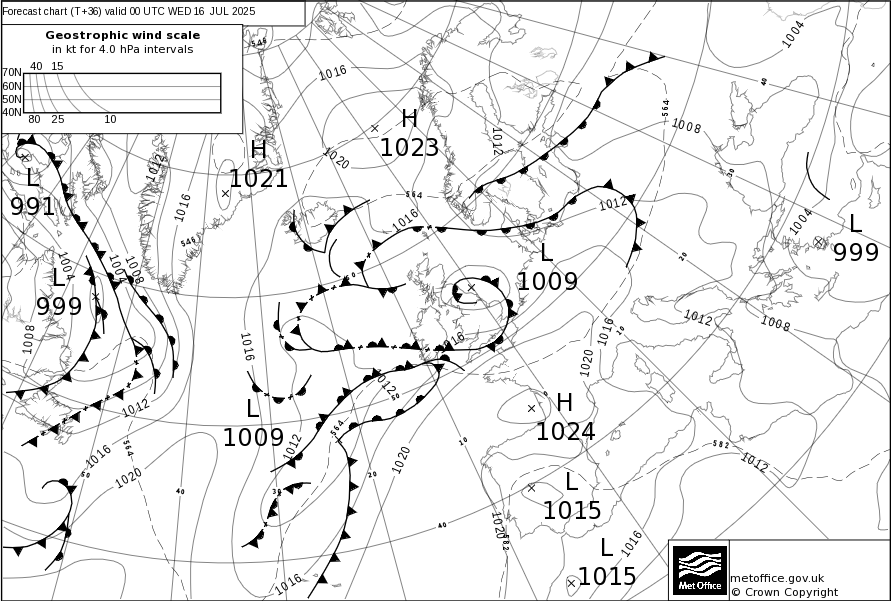 Forecast chart (T+36) valid 00 UTC WED 16 JUL 2025
Geostrophic wind scale
in kt for 4.0 hPa intervals
40 15
70N
60N
50N
40N
80 25 10
546
1016
1004
40
564
1008
H
1023
1012
1020
H
1021
1012
1016
L
991
564
1016
1012
30
1004
L
999
546
1004
1004
1008
L
999
50
L
1009
20
1008
1016
1016
1012
1008
10
1016
1020
1012
50
0
H
1024
1012
L
1009
564
1012
10
582
1012
1016
564
1020
50
40
30
20
1020
40
L
1015
1020
582
1016
L
1015
1016
Met Office
metoffice.gov.uk
© Crown Copyright